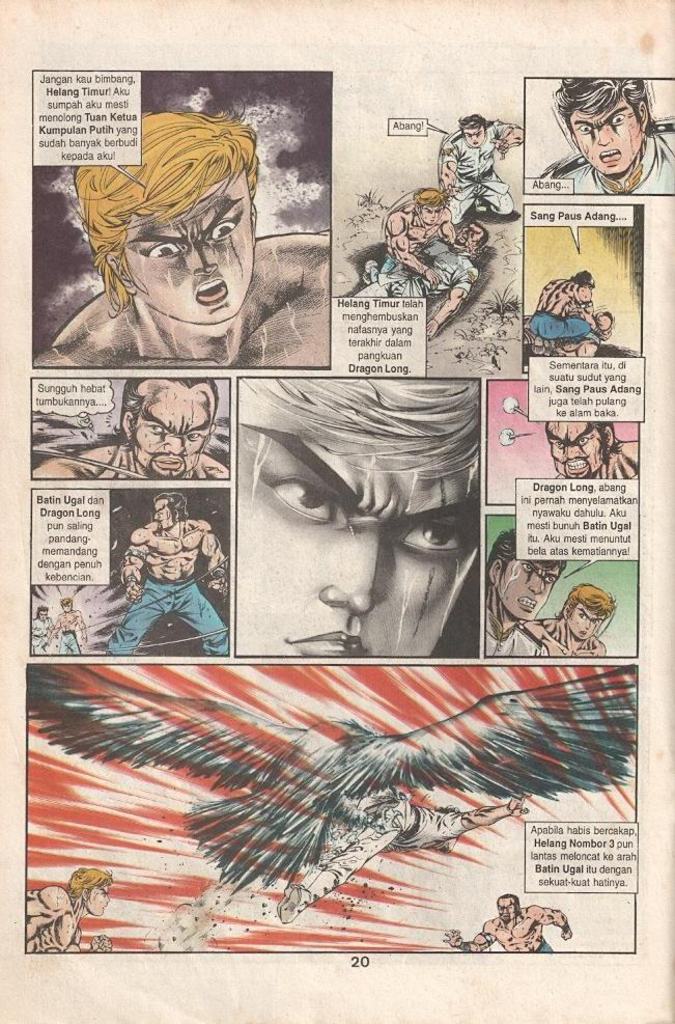 Jangan kau bimbang,
Helang Timur! Aku
sumpah aku mesti
menolong Tuan Ketua
Kumpulan Putih yang
sudah banyak berbudi
kepada aku!
Abang!
Helang Timur telah
menghembuskan
nafasnya yang
terakhir dalam
pangkuan
Dragon Long.
Abang...
Sang Paus Adang....
Sementara itu, di
suatu sudut yang
lain, Sang Paus Adang
juga telah pulang
ke alam baka.
Sungguh hebat
tumbukannya....
Batin Ugal dan
Dragon Long
pun saling
pandang-
memandang
dengan penuh
kebencian.
Dragon Long, abang
ini pernah menyelamatkan
nyawaku dahulu. Aku
mesti bunuh Batin Ugal
itu. Aku mesti menuntut
bela atas kematiannya!
Apabila habis bercakap,
Helang Nombor 3 pun
lantas meloncat ke arah
Batin Ugal itu dengan
sekuat-kuat hatinya.
20